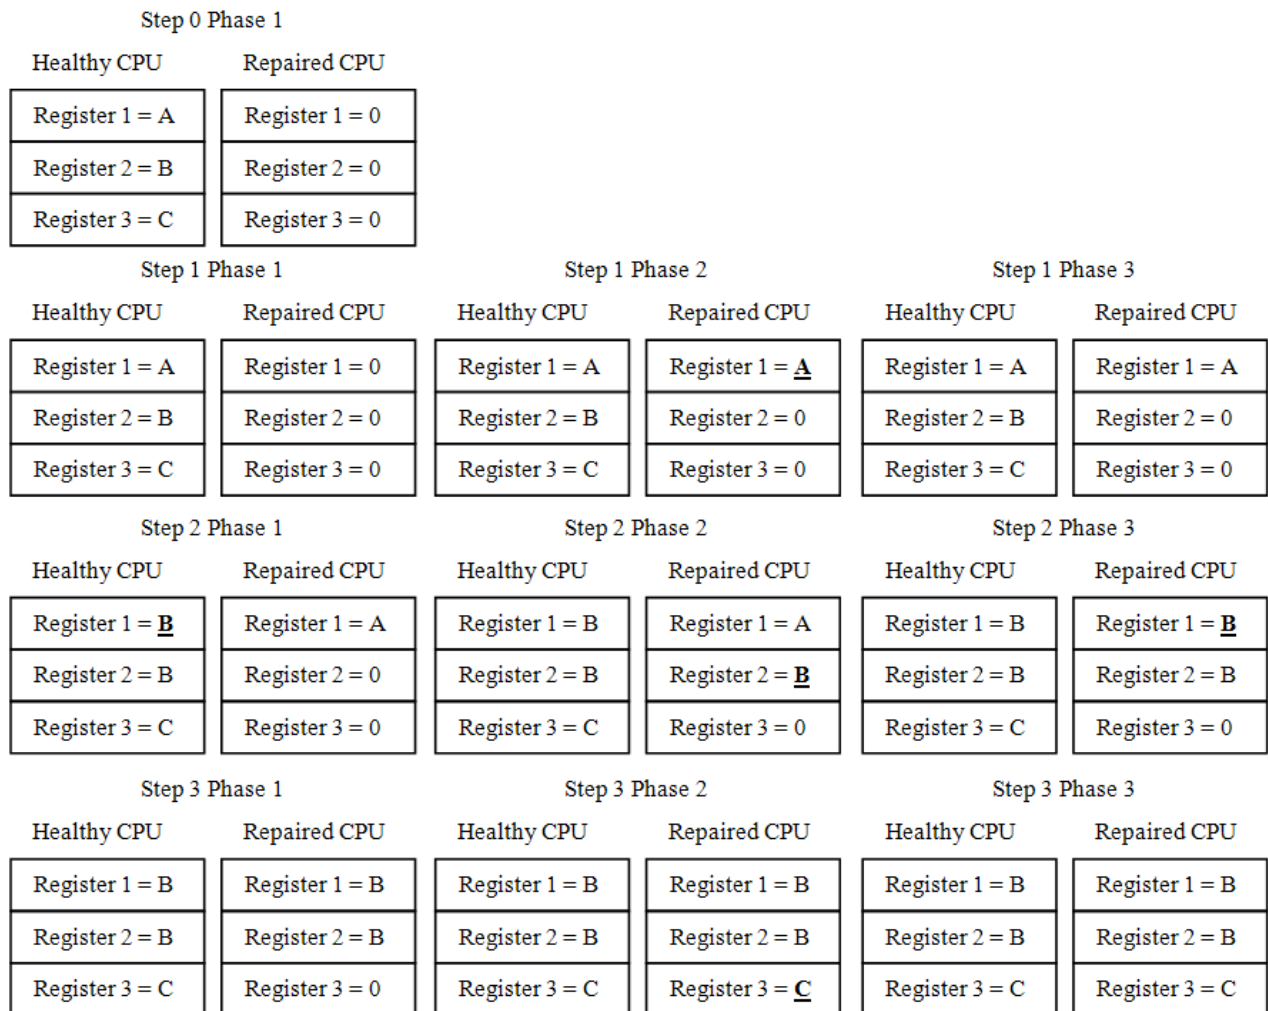 Step 0 Phase 1
Healthy CPU Repaired CPU
Register 1 = A Register 1 = 0
Register 2 = B Register 2 = 0
Register 3 = C Register 3 = 0
Step 1 Phase 1 Step 1 Phase 2 Step 1 Phase 3
Healthy CPU Repaired CPU Healthy CPU Repaired CPU Healthy CPU Repaired CPU
Register 1 = A Register 1 = 0 Register 1 = A Register 1 = A Register 1 = A Register 1 = A
Register 2 = B Register 2 = 0 Register 2 = B Register 2 = 0 Register 2 = B Register 2 = 0
Register 3 = C Register 3 = 0 Register 3 = C Register 3 = 0 Register 3 = C Register 3 = 0
Step 2 Phase 1 Step 2 Phase 2 Step 2 Phase 3
Healthy CPU Repaired CPU Healthy CPU Repaired CPU Healthy CPU Repaired CPU
Register 1 = B Register 1 = A Register 1 = B Register 1 = A Register 1 = B Register 1 = B
Register 2 = B Register 2 = 0 Register 2 = B Register 2 = B Register 2 = B Register 2 = B
Register 3 = C Register 3 = 0 Register 3 = C Register 3 = 0 Register 3 = C Register 3 = 0
Step 3 Phase 1 Step 3 Phase 2 Step 3 Phase 3
Healthy CPU Repaired CPU Healthy CPU Repaired CPU Healthy CPU Repaired CPU
Register 1 = B Register 1 = B Register 1 = B Register 1 = B Register 1 = B Register 1 = B
Register 2 = B Register 2 = B Register 2 = B Register 2 = B Register 2 = B Register 2 = B
Register 3 = C Register 3 = 0 Register 3 = C Register 3 = C Register 3 = C Register 3 = C